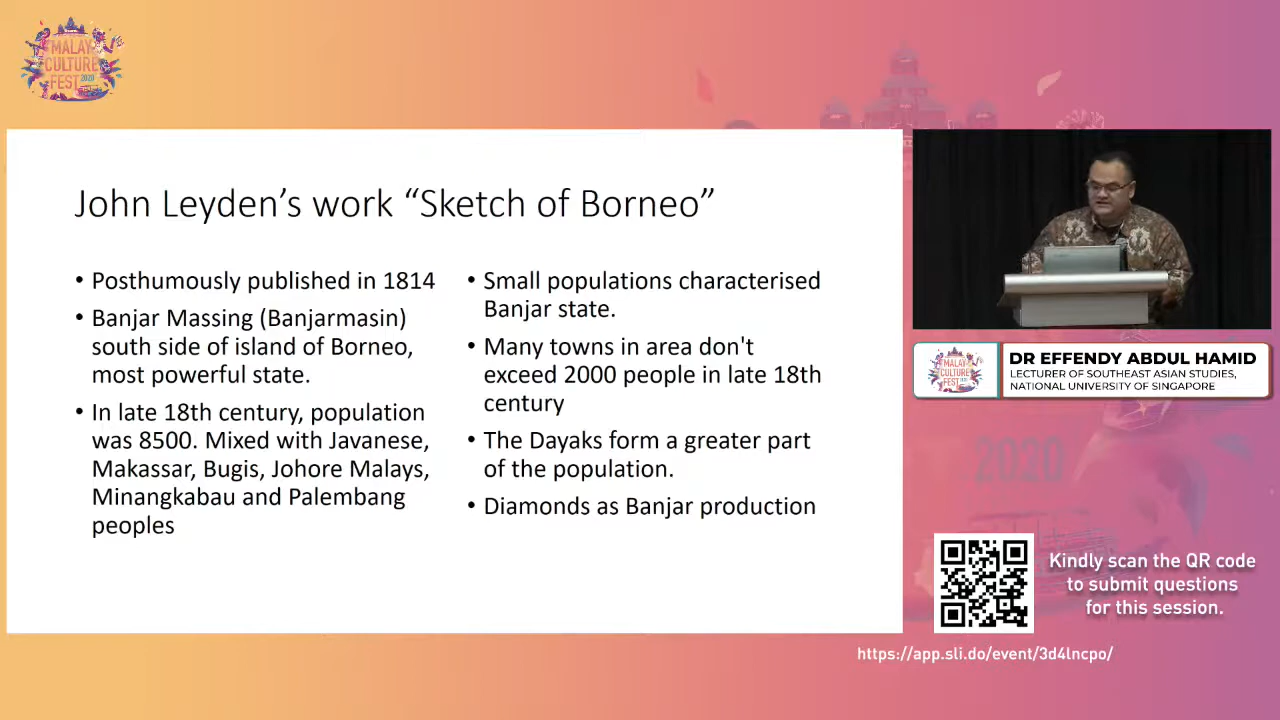 MALAY
CULTURE
FEST 2020
John Leyden’s work “Sketch of Borneo”
• Posthumously published in 1814
• Banjar Massing (Banjarmasin)
south side of island of Borneo,
most powerful state.
• In late 18th century, population
was 8500. Mixed with Javanese,
Makassar, Bugis, Johore Malays,
Minangkabau and Palembang
peoples
• Small populations characterised
Banjar state.
• Many towns in area don't
exceed 2000 people in late 18th
century
• The Dayaks form a greater part
of the population.
• Diamonds as Banjar production
MALAY
CULTURE
FEST
DR EFFENDY ABDUL HAMID
LECTURER OF SOUTHEAST ASIAN STUDIES,
NATIONAL UNIVERSITY OF SINGAPORE
2020
Kindly scan the QR code
to submit questions
for this session.
https://app.sli.do/event/3d4lncpo/